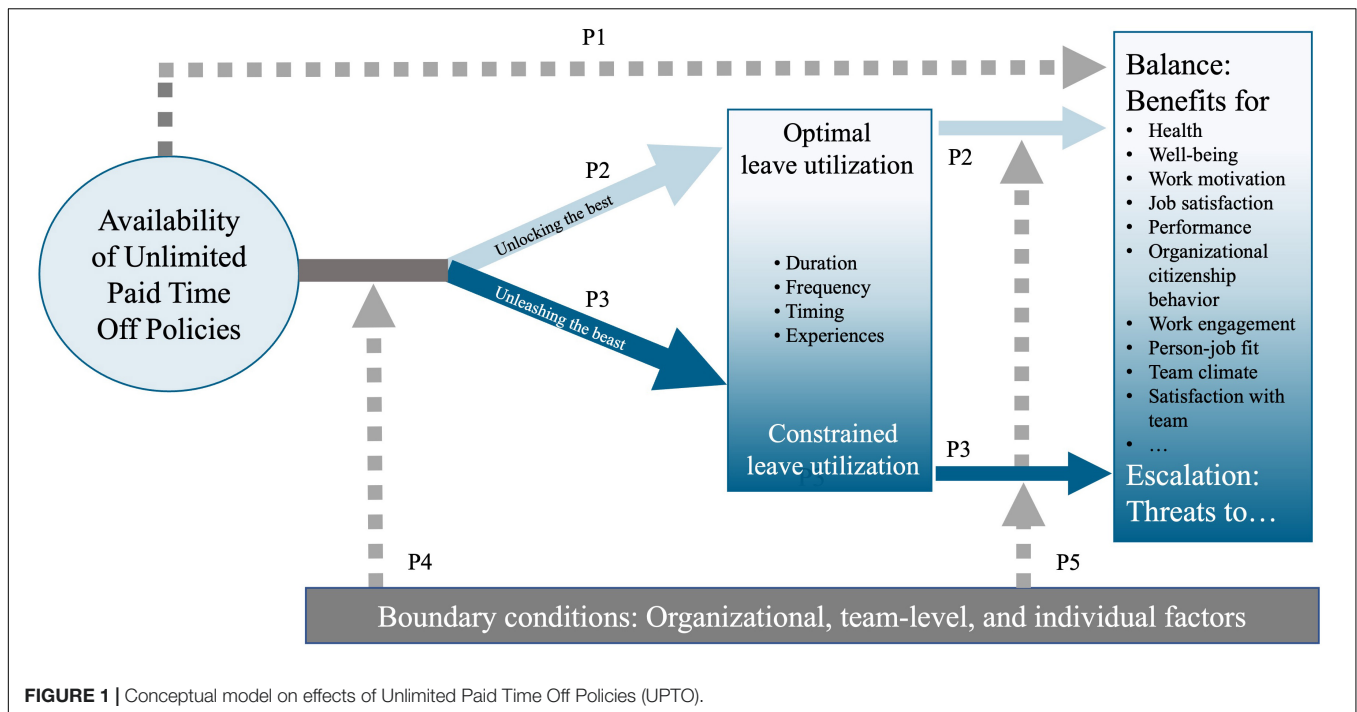 P1
Availability
of Unlimited
Paid Time
Off Policies
P2
Unlocking the best
P3
Unleashing the beast
Optimal
leave utilization
• Duration
• Frequency
• Timing
• Experiences
Constrained
leave utilization
P3
P2
P3
Balance:
Benefits for
• Health
• Well-being
• Work motivation
• Job satisfaction
• Performance
• Organizational
citizenship
behavior
• Work engagement
• Person-job fit
• Team climate
• Satisfaction with
team
• …
Escalation:
Threats to…
P4
P5
Boundary conditions: Organizational, team-level, and individual factors
FIGURE 1 | Conceptual model on effects of Unlimited Paid Time Off Policies (UPTO).